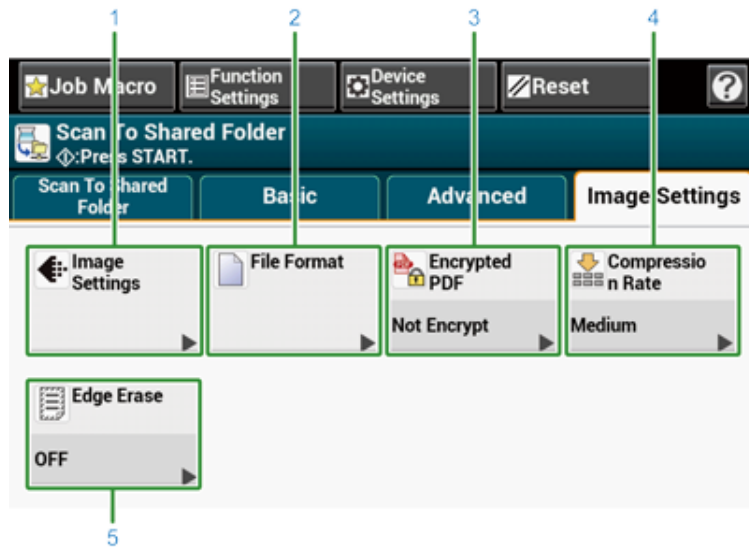 1 2 3 4
Job Macro
Function
Settings
Device
Settings
Reset
?
Scan To Shared Folder
:Press START.
Scan To Shared
Folder
Basic
Advanced
Image Settings
Image
Settings
File Format
Encrypted
PDF
Not Encrypt
Compressio
n Rate
Medium
Edge Erase
OFF
5